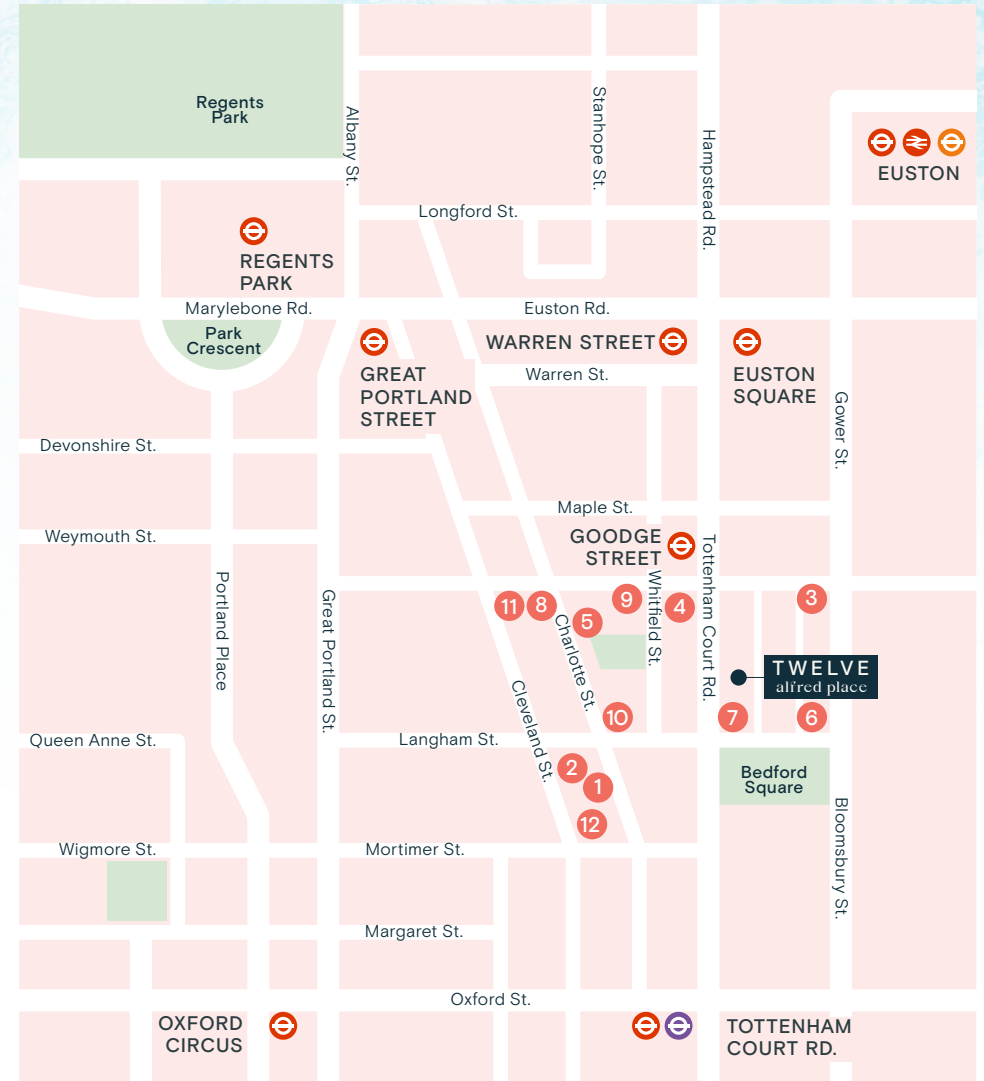 Regents
Park
Albany St.
Stanhope St.
Hampstead Rd.
EUSTON
Longford St.
REGENTS
PARK
Marylebone Rd.
Euston Rd.
Park
Crescent
WARREN STREET
GREAT
PORTLAND
STREET
Warren St.
EUSTON
SQUARE
Gower St.
Devonshire St.
Maple St.
Weymouth St.
GOODGE
STREET
Tottenham Court Rd.
Portland Place
Great Portland St.
Whitfield St.
11
8
9
4
3
5
Charlotte St.
TWELVE
alfred place
Cleveland St.
10
7
6
Queen Anne St.
Langham St.
2
1
Bedford
Square
12
Bloomsbury St.
Wigmore St.
Mortimer St.
Margaret St.
Oxford St.
OXFORD
CIRCUS
TOTTENHAM
COURT RD.